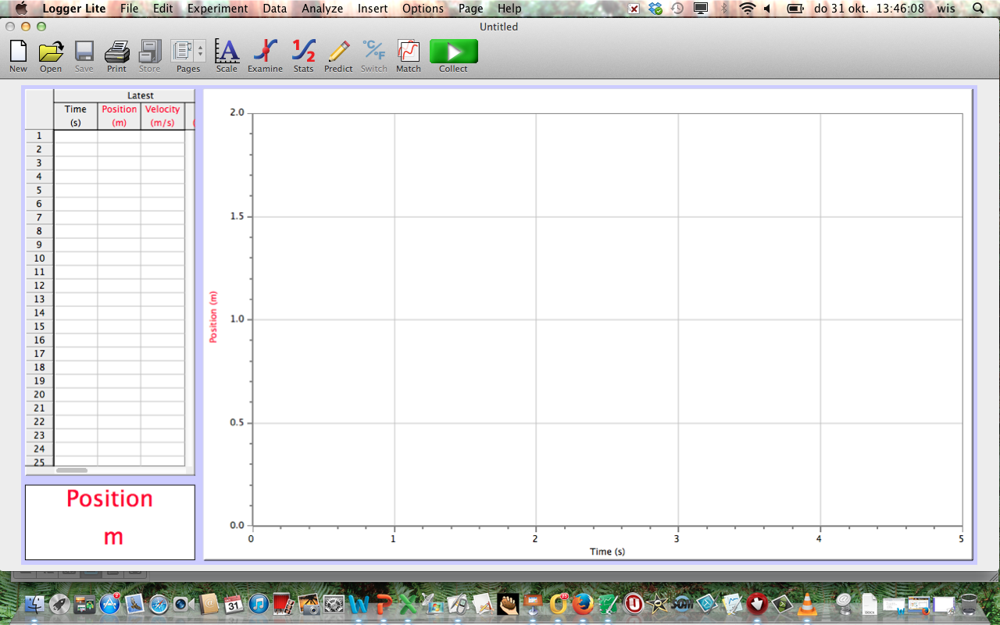 Logger Lite File Edit Experiment Data Analyze Insert Options Page Help do 31 okt. 13:46:08 wis
Untitled
New Open Save Print Store Pages Scale Examine Stats Predict Switch Match Collect
Latest
Time Position Velocity
(s) (m) (m/s) (
1
2
3
4
5
6
7
8
9
10
11
12
13
14
15
16
17
18
19
20
21
22
23
24
25
Position
m
2.0
1.5
1.0
0.5
0.0
Position (m)
0 1 2 3 4 5
Time (s)